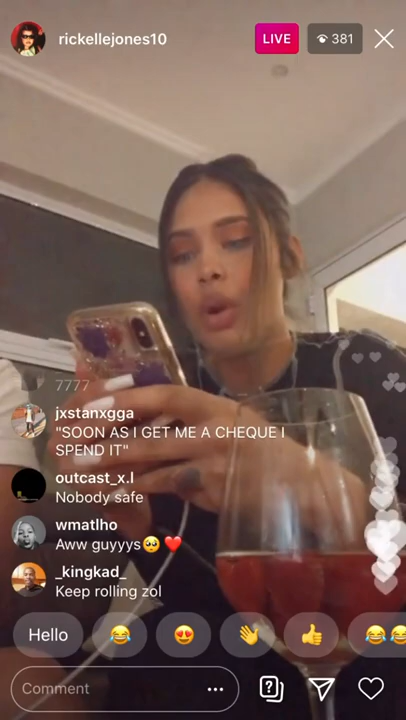 rickellejones10
LIVE
381
7777
jxstanxgga
"SOON AS I GET ME A CHEQUE I
SPEND IT"
outcast_x.l
Nobody safe
wmatlho
Aww guyyys🥺❤️
_kingkad_
Keep rolling zol
Hello
Comment